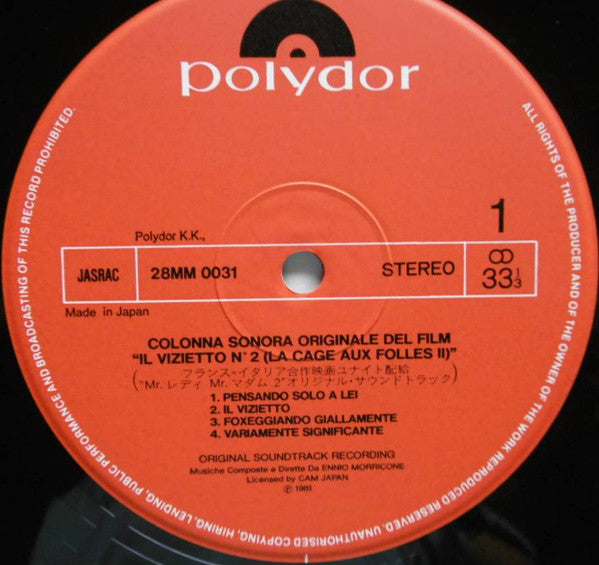 polydor
1
Polydor K.K.,
JASRAC 28MM 0031 STEREO 33 1/3
Made in Japan
COLONNA SONORA ORIGINALE DEL FILM
"IL VIZIETTO N° 2 (LA CAGE AUX FOLLES II)"
(フランス=イタリア合作映画ユナイト配給
"Mr. レディ Mr. マダム 2" オリジナル・サウンドトラック)
1. PENSANDO SOLO A LEI
2. IL VIZIETTO
3. FOXEGGIANDO GIALLAMENTE
4. VARIAMENTE SIGNIFICANTE
ORIGINAL SOUNDTRACK RECORDING
Musiche Composte e Dirette Da ENNIO MORRICONE
Licensed by CAM JAPAN
℗ 1981
ALL RIGHTS OF THE PRODUCER AND OF THE OWNER OF THE WORK REPRODUCED RESERVED. UNAUTHORISED COPYING, HIRING, LENDING, PUBLIC PERFORMANCE AND BROADCASTING OF THIS RECORD PROHIBITED.